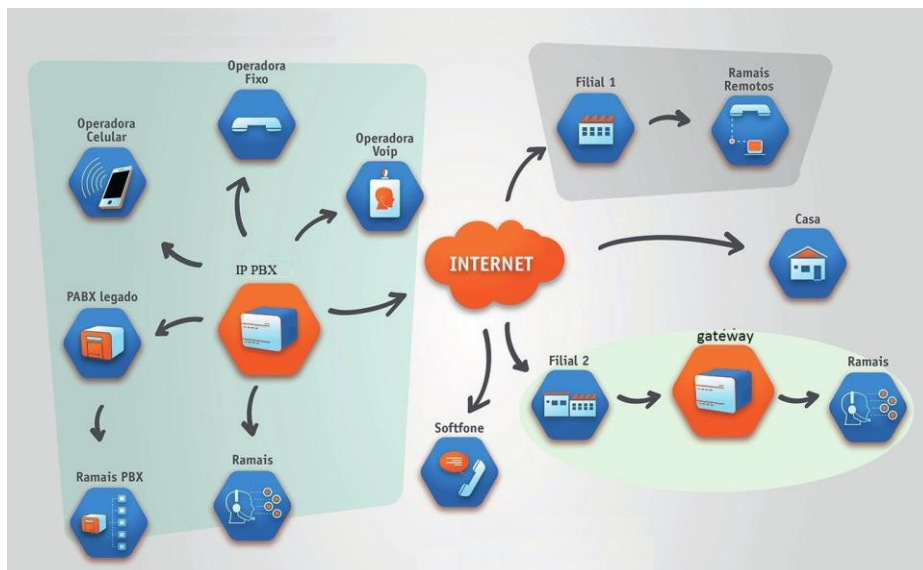 Operadora
Fixo
Operadora
Celular
Operadora
Voip
IP PBX
PABX legado
Ramais PBX
Ramais
INTERNET
Filial 1
Ramais
Remotos
Casa
Softfone
Filial 2
gateway
Ramais